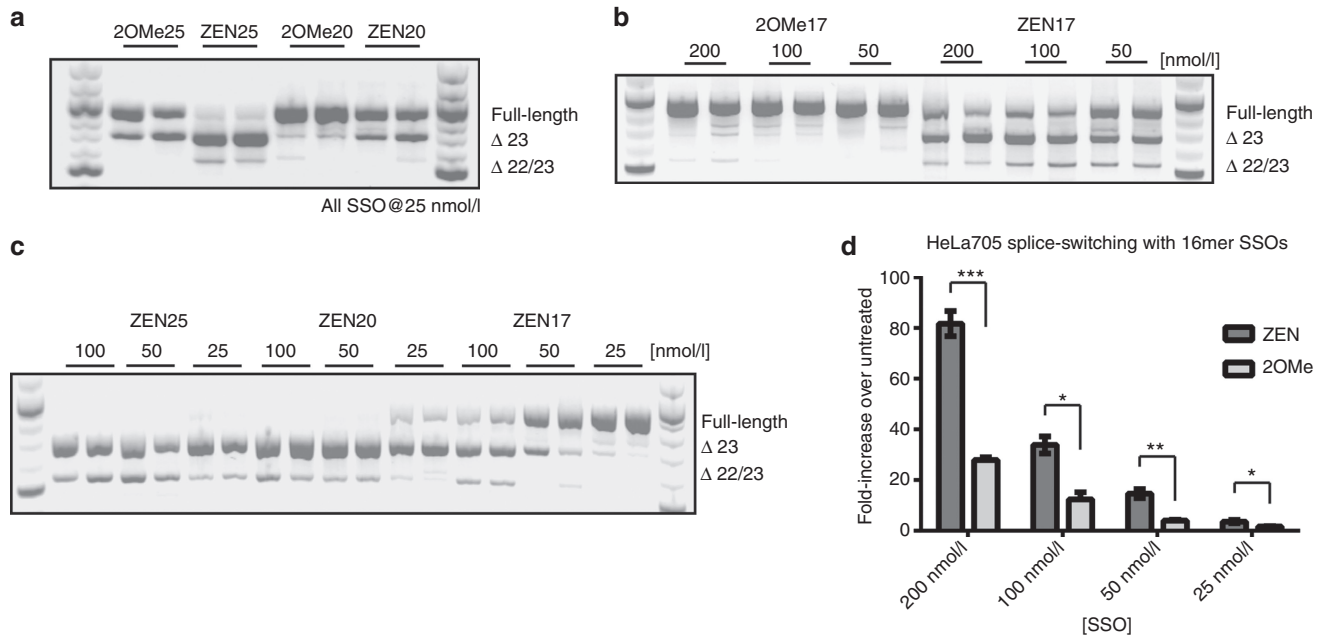 a
2OMe25 ZEN25 2OMe20 ZEN20
Full-length
Δ 23
Δ 22/23
All SSO@25 nmol/l
b
2OMe17 ZEN17
200 100 50 200 100 50 [nmol/l]
Full-length
Δ 23
Δ 22/23
c
ZEN25 ZEN20 ZEN17
100 50 25 100 50 25 100 50 25 [nmol/l]
Full-length
Δ 23
Δ 22/23
d
HeLa705 splice-switching with 16mer SSOs
Fold-increase over untreated
100
80
60
40
20
0
***
*
**
*
ZEN
2OMe
200 nmol/l
100 nmol/l
50 nmol/l
25 nmol/l
[SSO]